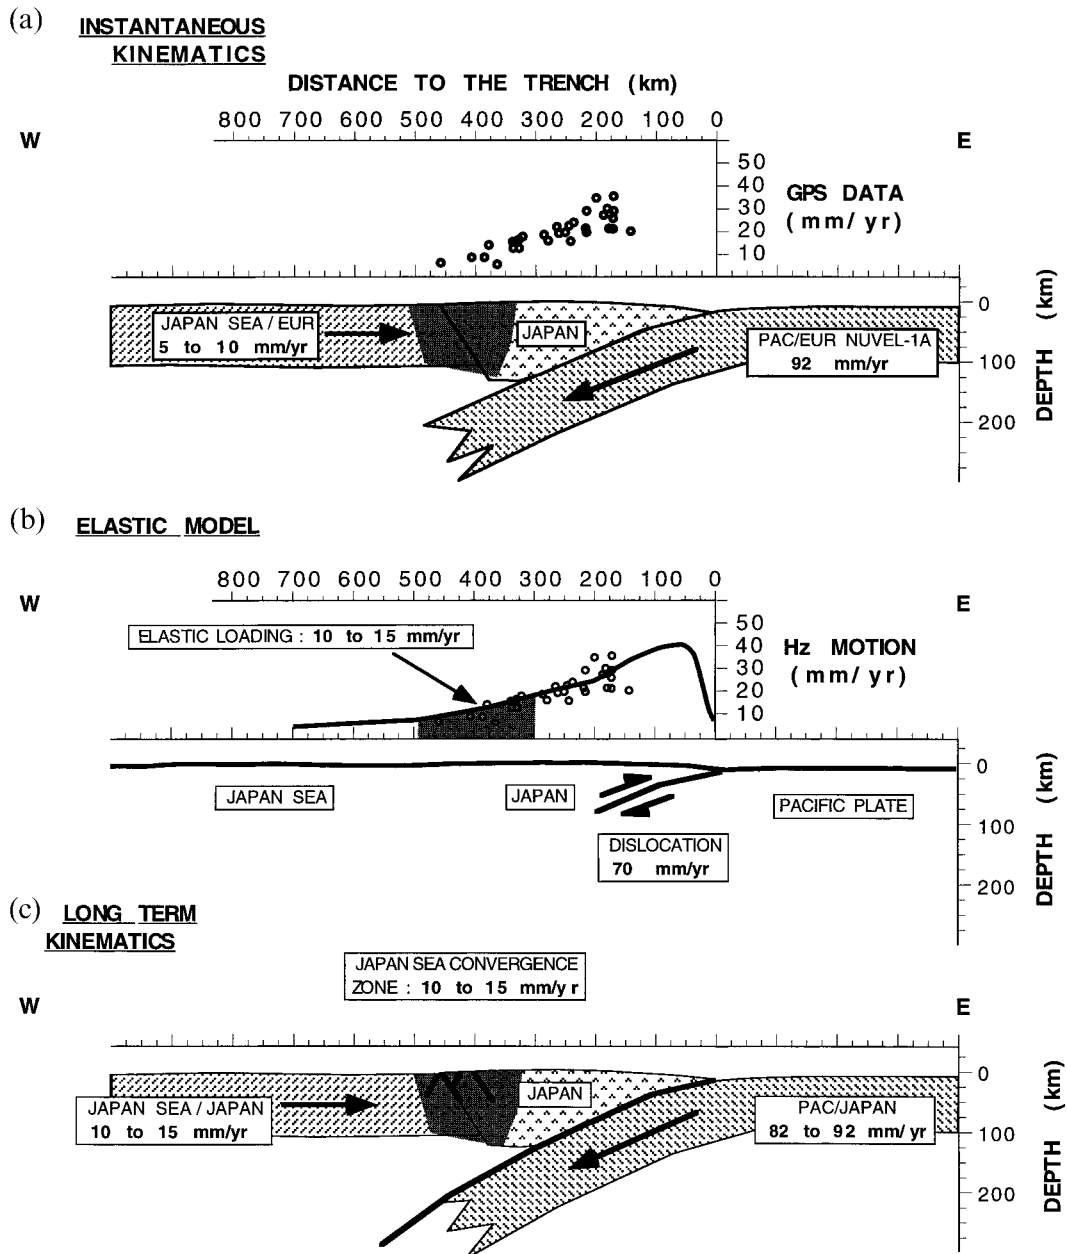 (a) INSTANTANEOUS
KINEMATICS
DISTANCE TO THE TRENCH (km)
800 700 600 500 400 300 200 100 0
W
E
50
40
30
20
10
GPS DATA
(mm/yr)
JAPAN SEA / EUR
5 to 10 mm/yr
JAPAN
PAC/EUR NUVEL-1A
92 mm/yr
0
100
200
DEPTH (km)
(b) ELASTIC MODEL
800 700 600 500 400 300 200 100 0
W
E
ELASTIC LOADING : 10 to 15 mm/yr
50
40
30
20
10
Hz MOTION
(mm/yr)
JAPAN SEA
JAPAN
PACIFIC PLATE
DISLOCATION
70 mm/yr
0
100
200
DEPTH (km)
(c) LONG TERM
KINEMATICS
JAPAN SEA CONVERGENCE
ZONE : 10 to 15 mm/yr
W
E
JAPAN SEA / JAPAN
10 to 15 mm/yr
JAPAN
PAC/JAPAN
82 to 92 mm/yr
0
100
200
DEPTH (km)